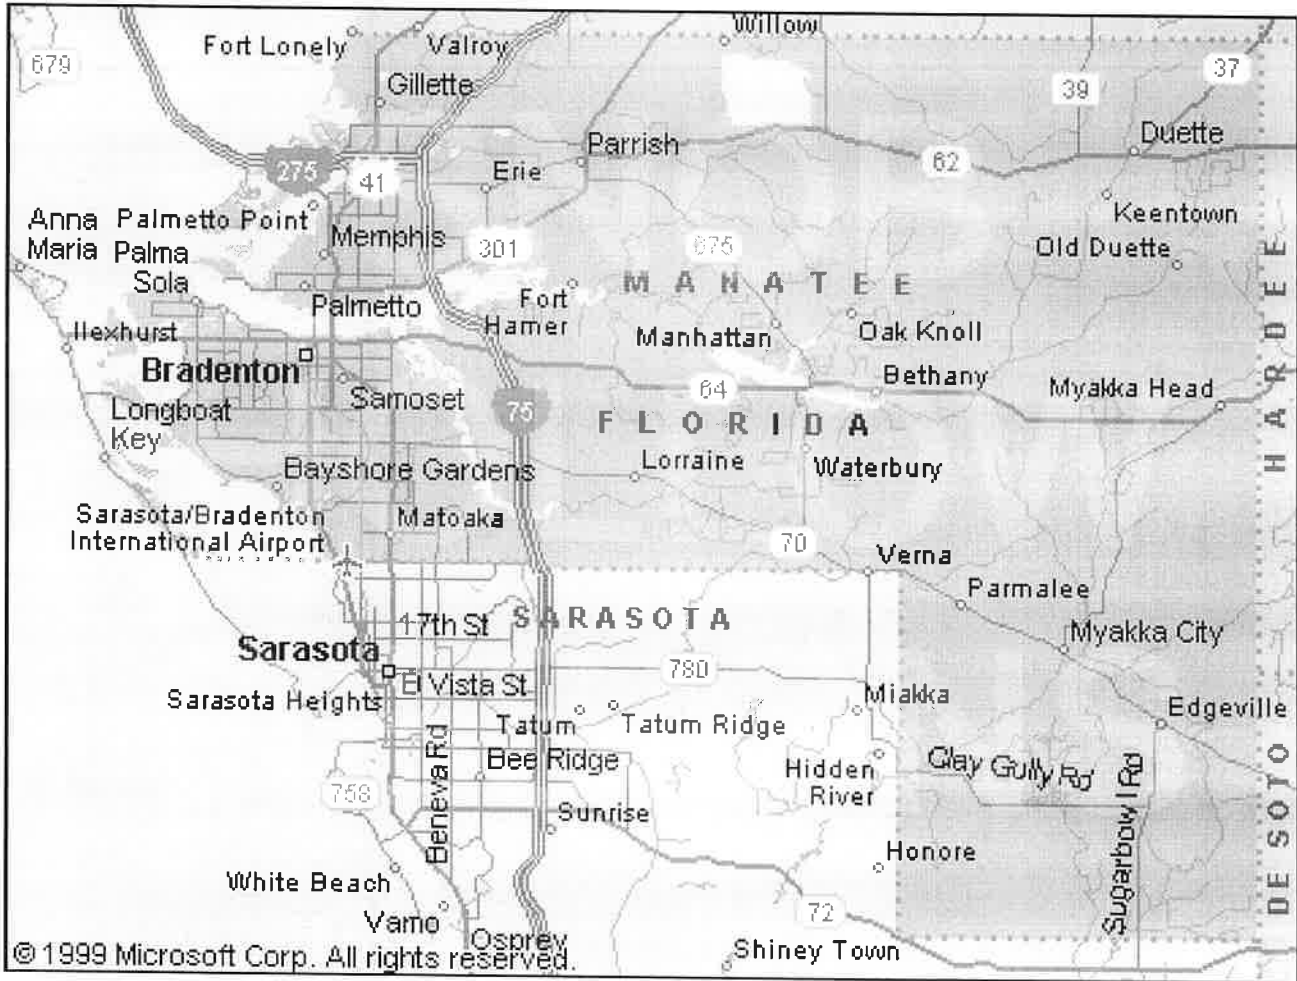 Willow
Fort Lonely
Valroy
679
37
Gillette
39
Parrish
Duette
62
275
41
Erie
Anna
Maria
Palmetto Point
Keentown
Memphis
301
675
Old Duette
Palma
Sola
MANATEE
HARDEE
Palmetto
Fort
Hamer
Ilexhurst
Manhattan
Oak Knoll
Bradenton
Bethany
64
Myakka Head
Samoset
75
Longboat
Key
FLORIDA
Bayshore Gardens
Lorraine
Waterbury
Sarasota/Bradenton
International Airport
Matoaka
70
Verna
Parmalee
17th St
SARASOTA
Myakka City
Sarasota
780
El Vista St
Miakka
Sarasota Heights
Edgeville
Tatum
Tatum Ridge
Bee Ridge
Beneva Rd
Hidden
River
Clay Gully Rd
758
Sunrise
Sugarbowl Rd
DESOTO
Honore
White Beach
72
Vamo
Osprey
Shiney Town
© 1999 Microsoft Corp. All rights reserved.